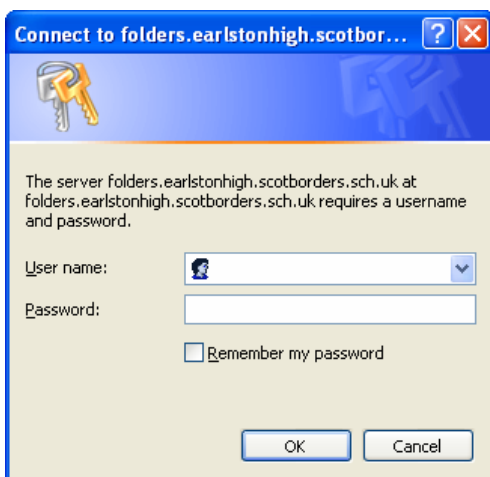 Connect to folders.earlstonhigh.scotbor...
The server folders.earlstonhigh.scotborders.sch.uk at
folders.earlstonhigh.scotborders.sch.uk requires a username
and password.
User name:
Password:
Remember my password
OK Cancel